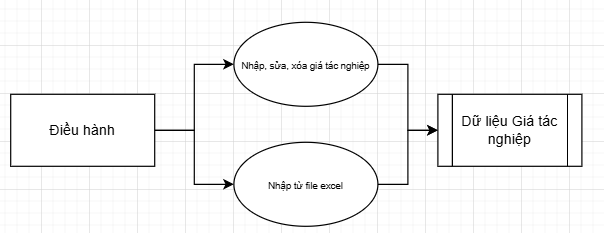 Nhập, sửa, xóa giá tác nghiệp
Điều hành
Dữ liệu Giá tác
nghiệp
Nhập từ file excel